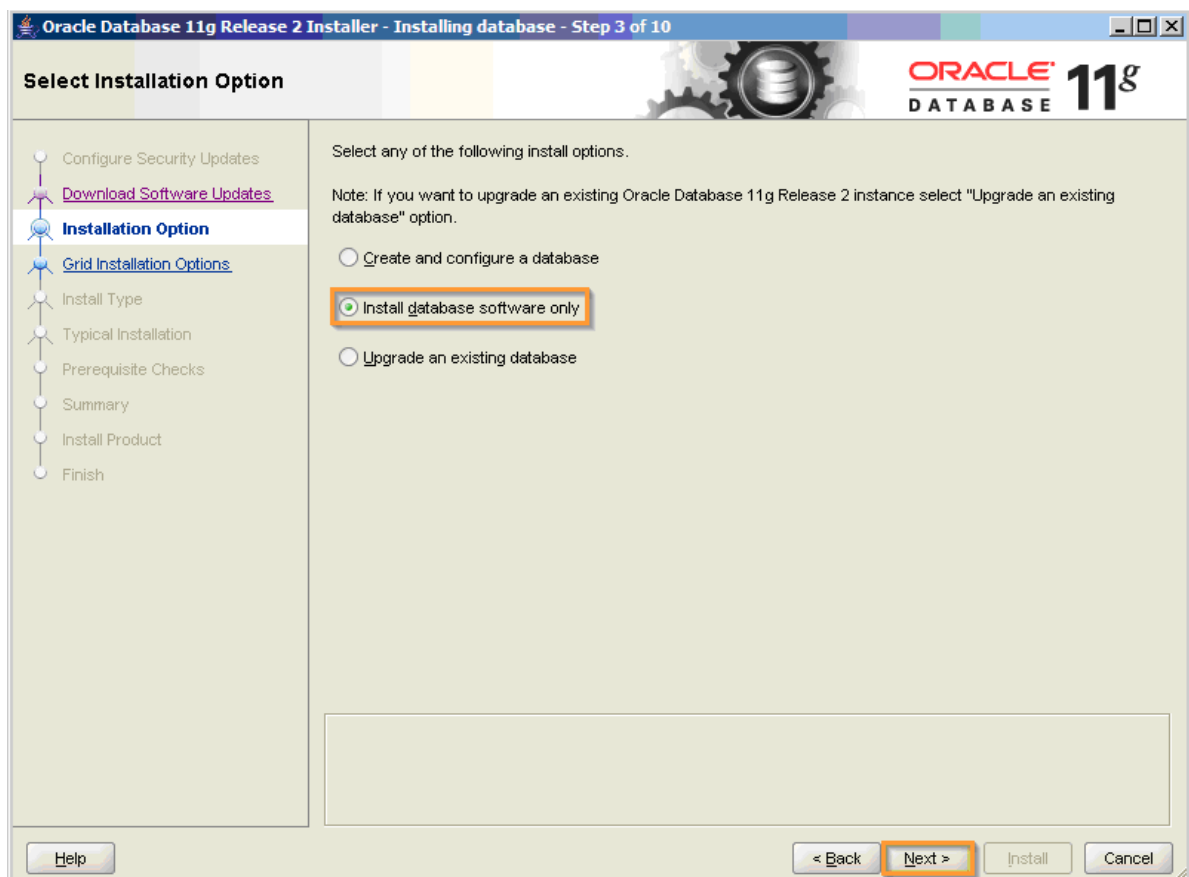 Oracle Database 11g Release 2 Installer - Installing database - Step 3 of 10
Select Installation Option
ORACLE
DATABASE
11g
Configure Security Updates
Download Software Updates
Installation Option
Grid Installation Options
Install Type
Typical Installation
Prerequisite Checks
Summary
Install Product
Finish
Select any of the following install options.
Note: If you want to upgrade an existing Oracle Database 11g Release 2 instance select "Upgrade an existing
database" option.
Create and configure a database
Install database software only
Upgrade an existing database
Help
< Back
Next >
Install
Cancel